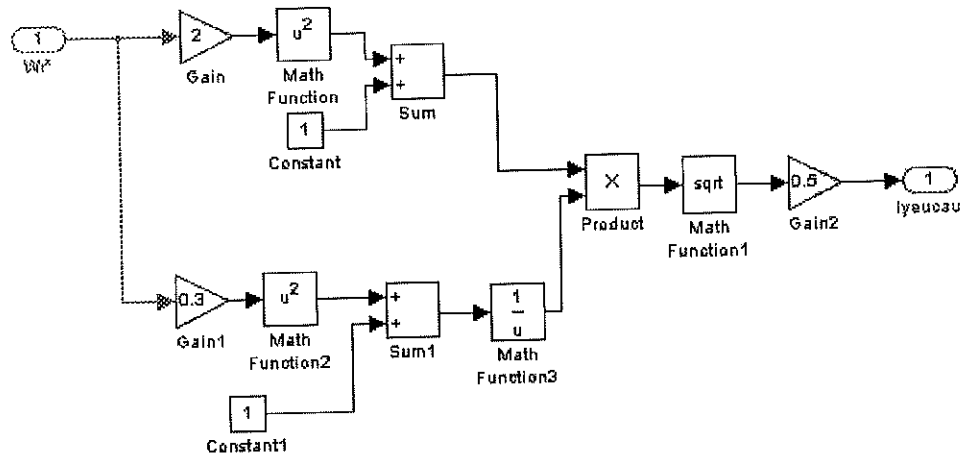 1
Wr*
2
Gain
u²
Math
Function
1
Constant
+
+
Sum
0.3
Gain1
u²
Math
Function2
1
Constant1
+
+
Sum1
1
u
Math
Function3
X
Product
sqrt
Math
Function1
0.5
Gain2
1
Iyeucau